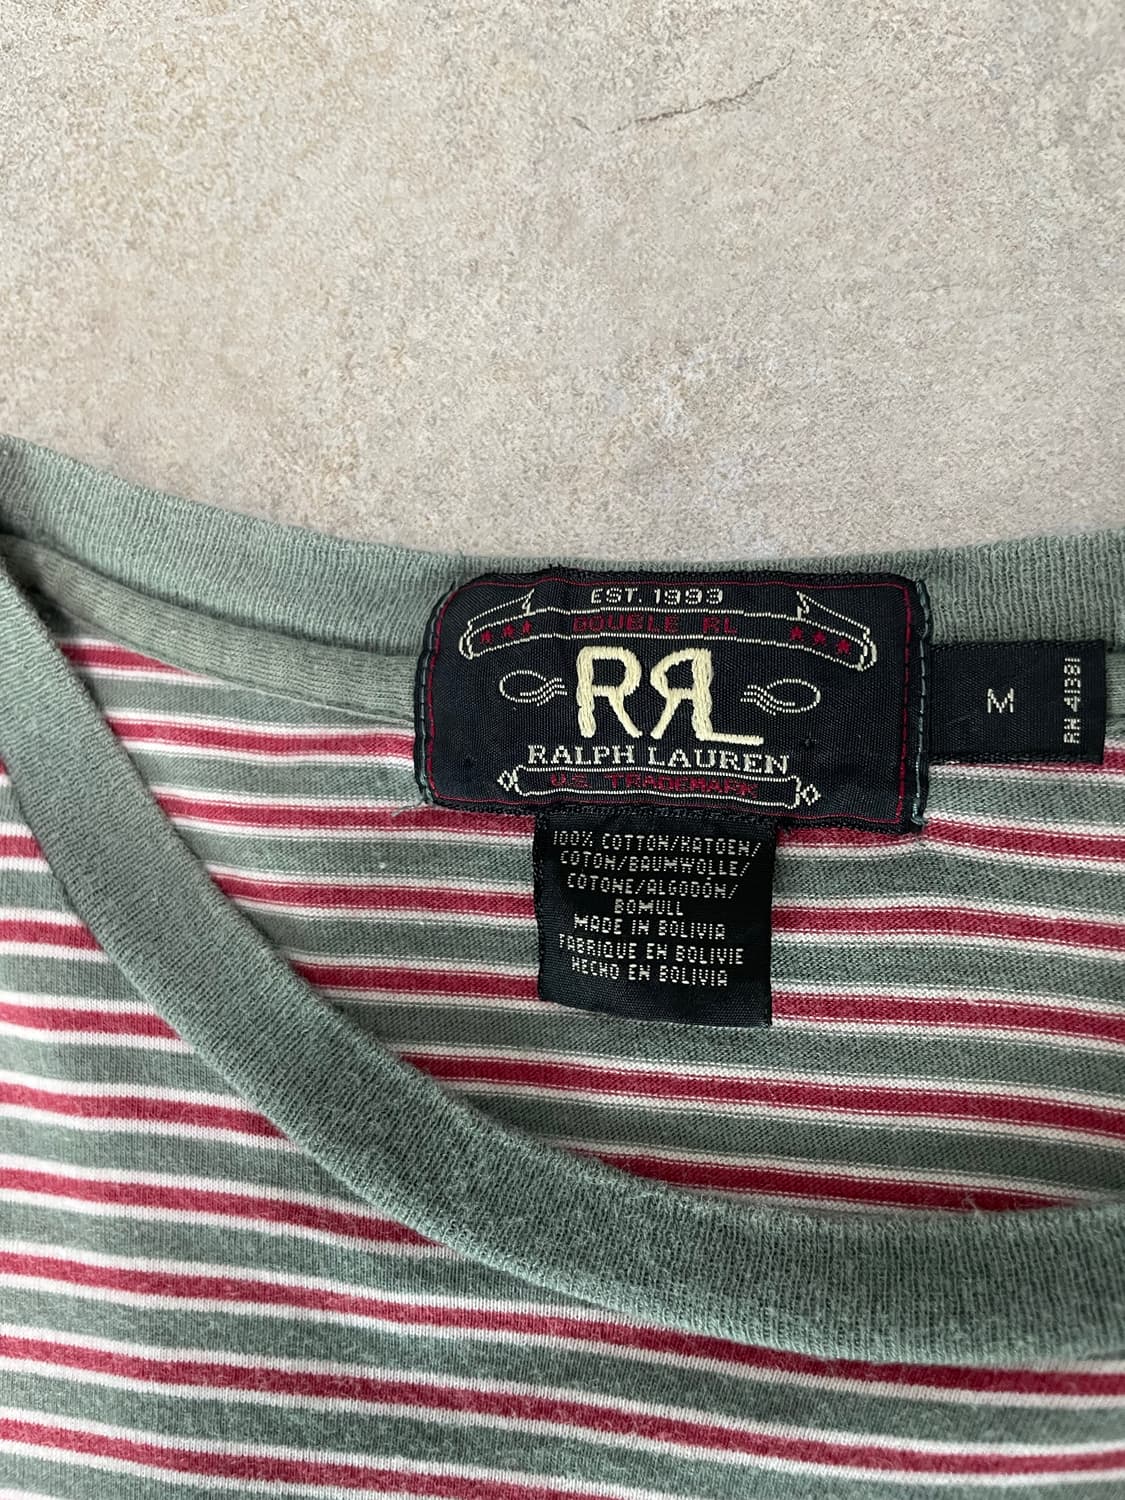 EST. 1993
DOUBLE RL
RRL
RALPH LAUREN
U.S. TRADEMARK
M
RN 41381
100% COTTON/KATOEN/
COTON/BAUMWOLLE/
COTONE/ALGODÓN/
BOMULL
MADE IN BOLIVIA
FABRIQUE EN BOLIVIE
HECHO EN BOLIVIA